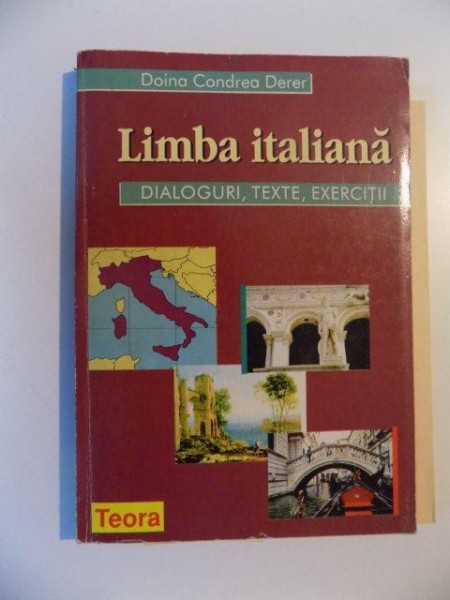 Doina Condrea Derer
Limba italiană
DIALOGURI, TEXTE, EXERCIȚII
Teora